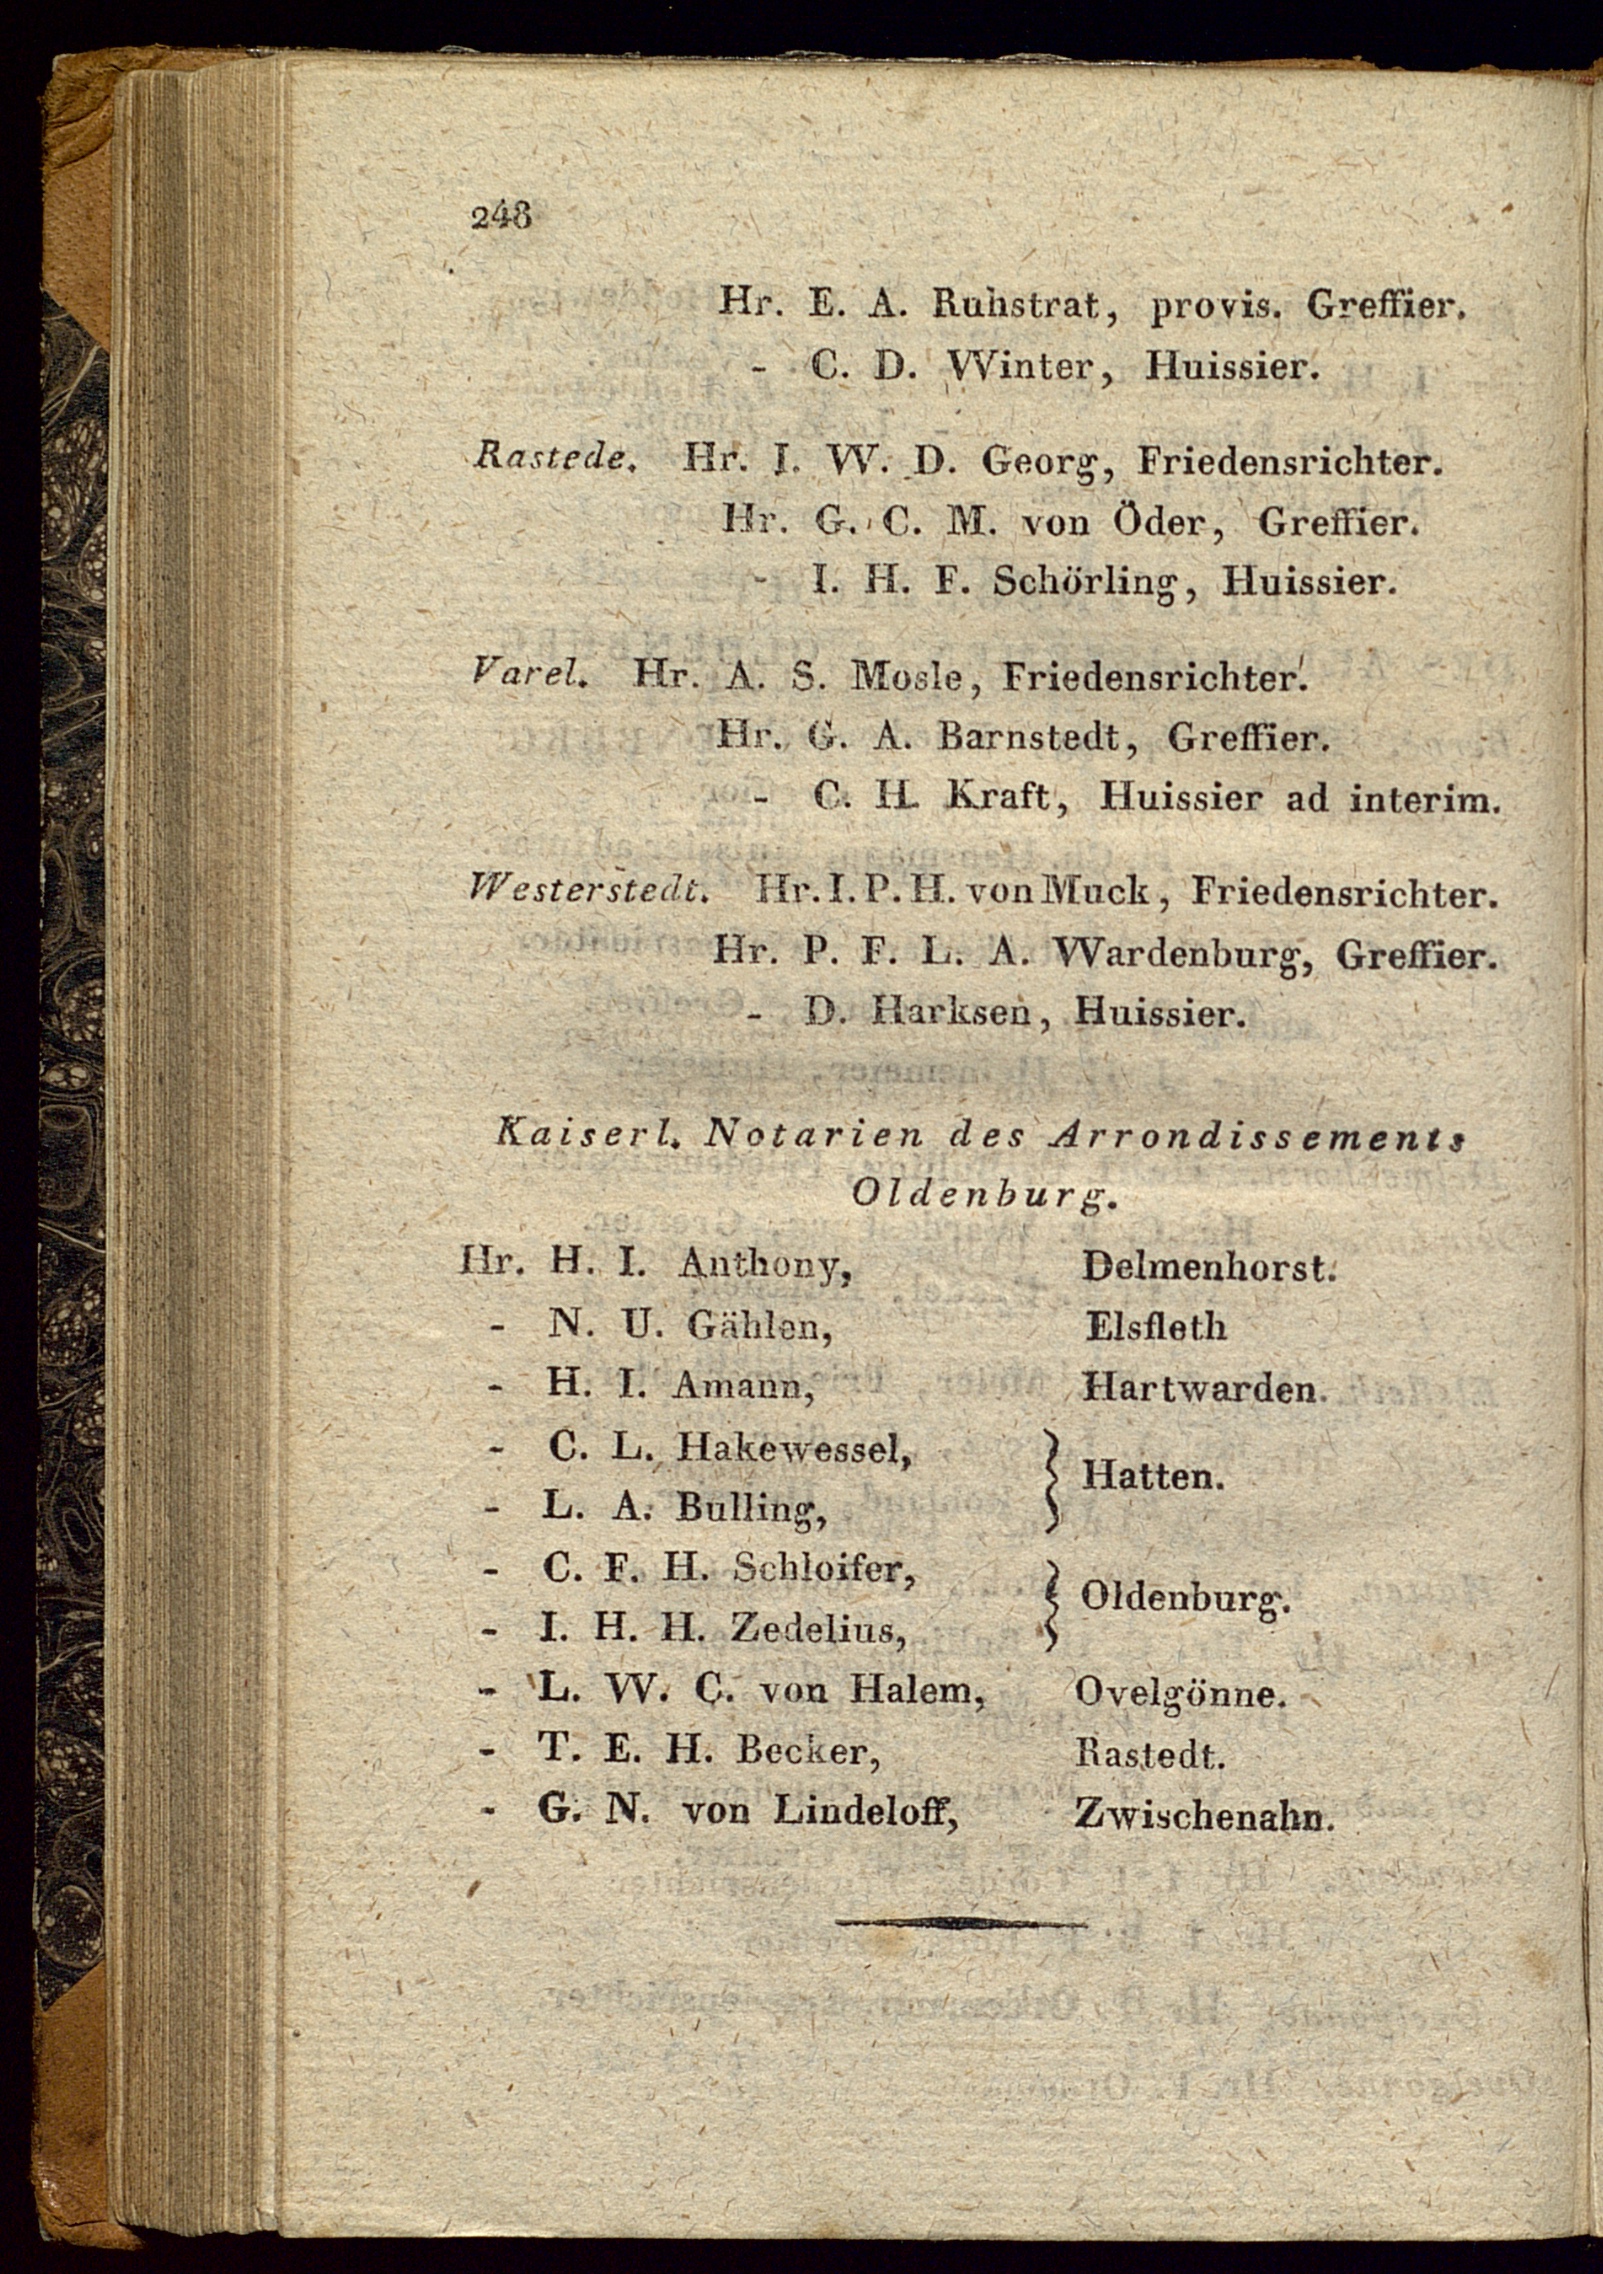 248
Hr. E. A. Ruhstrat, provis. Greffier.
- C. D. Winter, Huissier.
Rastede. Hr. I. W. D. Georg, Friedensrichter.
Hr. G. C. M. von Öder, Greffier.
- I. H. F. Schörling, Huissier.
Varel. Hr. A. S. Mosle, Friedensrichter.
Hr. G. A. Barnstedt, Greffier.
- C. H. Kraft, Huissier ad interim.
Westerstedt. Hr. I. P. H. von Muck, Friedensrichter.
Hr. P. F. L. A. Wardenburg, Greffier.
- D. Harksen, Huissier.
Kaiserl. Notarien des Arrondissements
Oldenburg.
Hr. H. I. Anthony, Delmenhorst.
- N. U. Gählen, Elsfleth
- H. I. Amann, Hartwarden.
- C. L. Hakewessel,
} Hatten.
- L. A. Bulling,
- C. F. H. Schloifer,
} Oldenburg.
- I. H. H. Zedelius,
- L. W. C. von Halem, Ovelgönne.
- T. E. H. Becker, Rastedt.
- G. N. von Lindeloff, Zwischenahn.